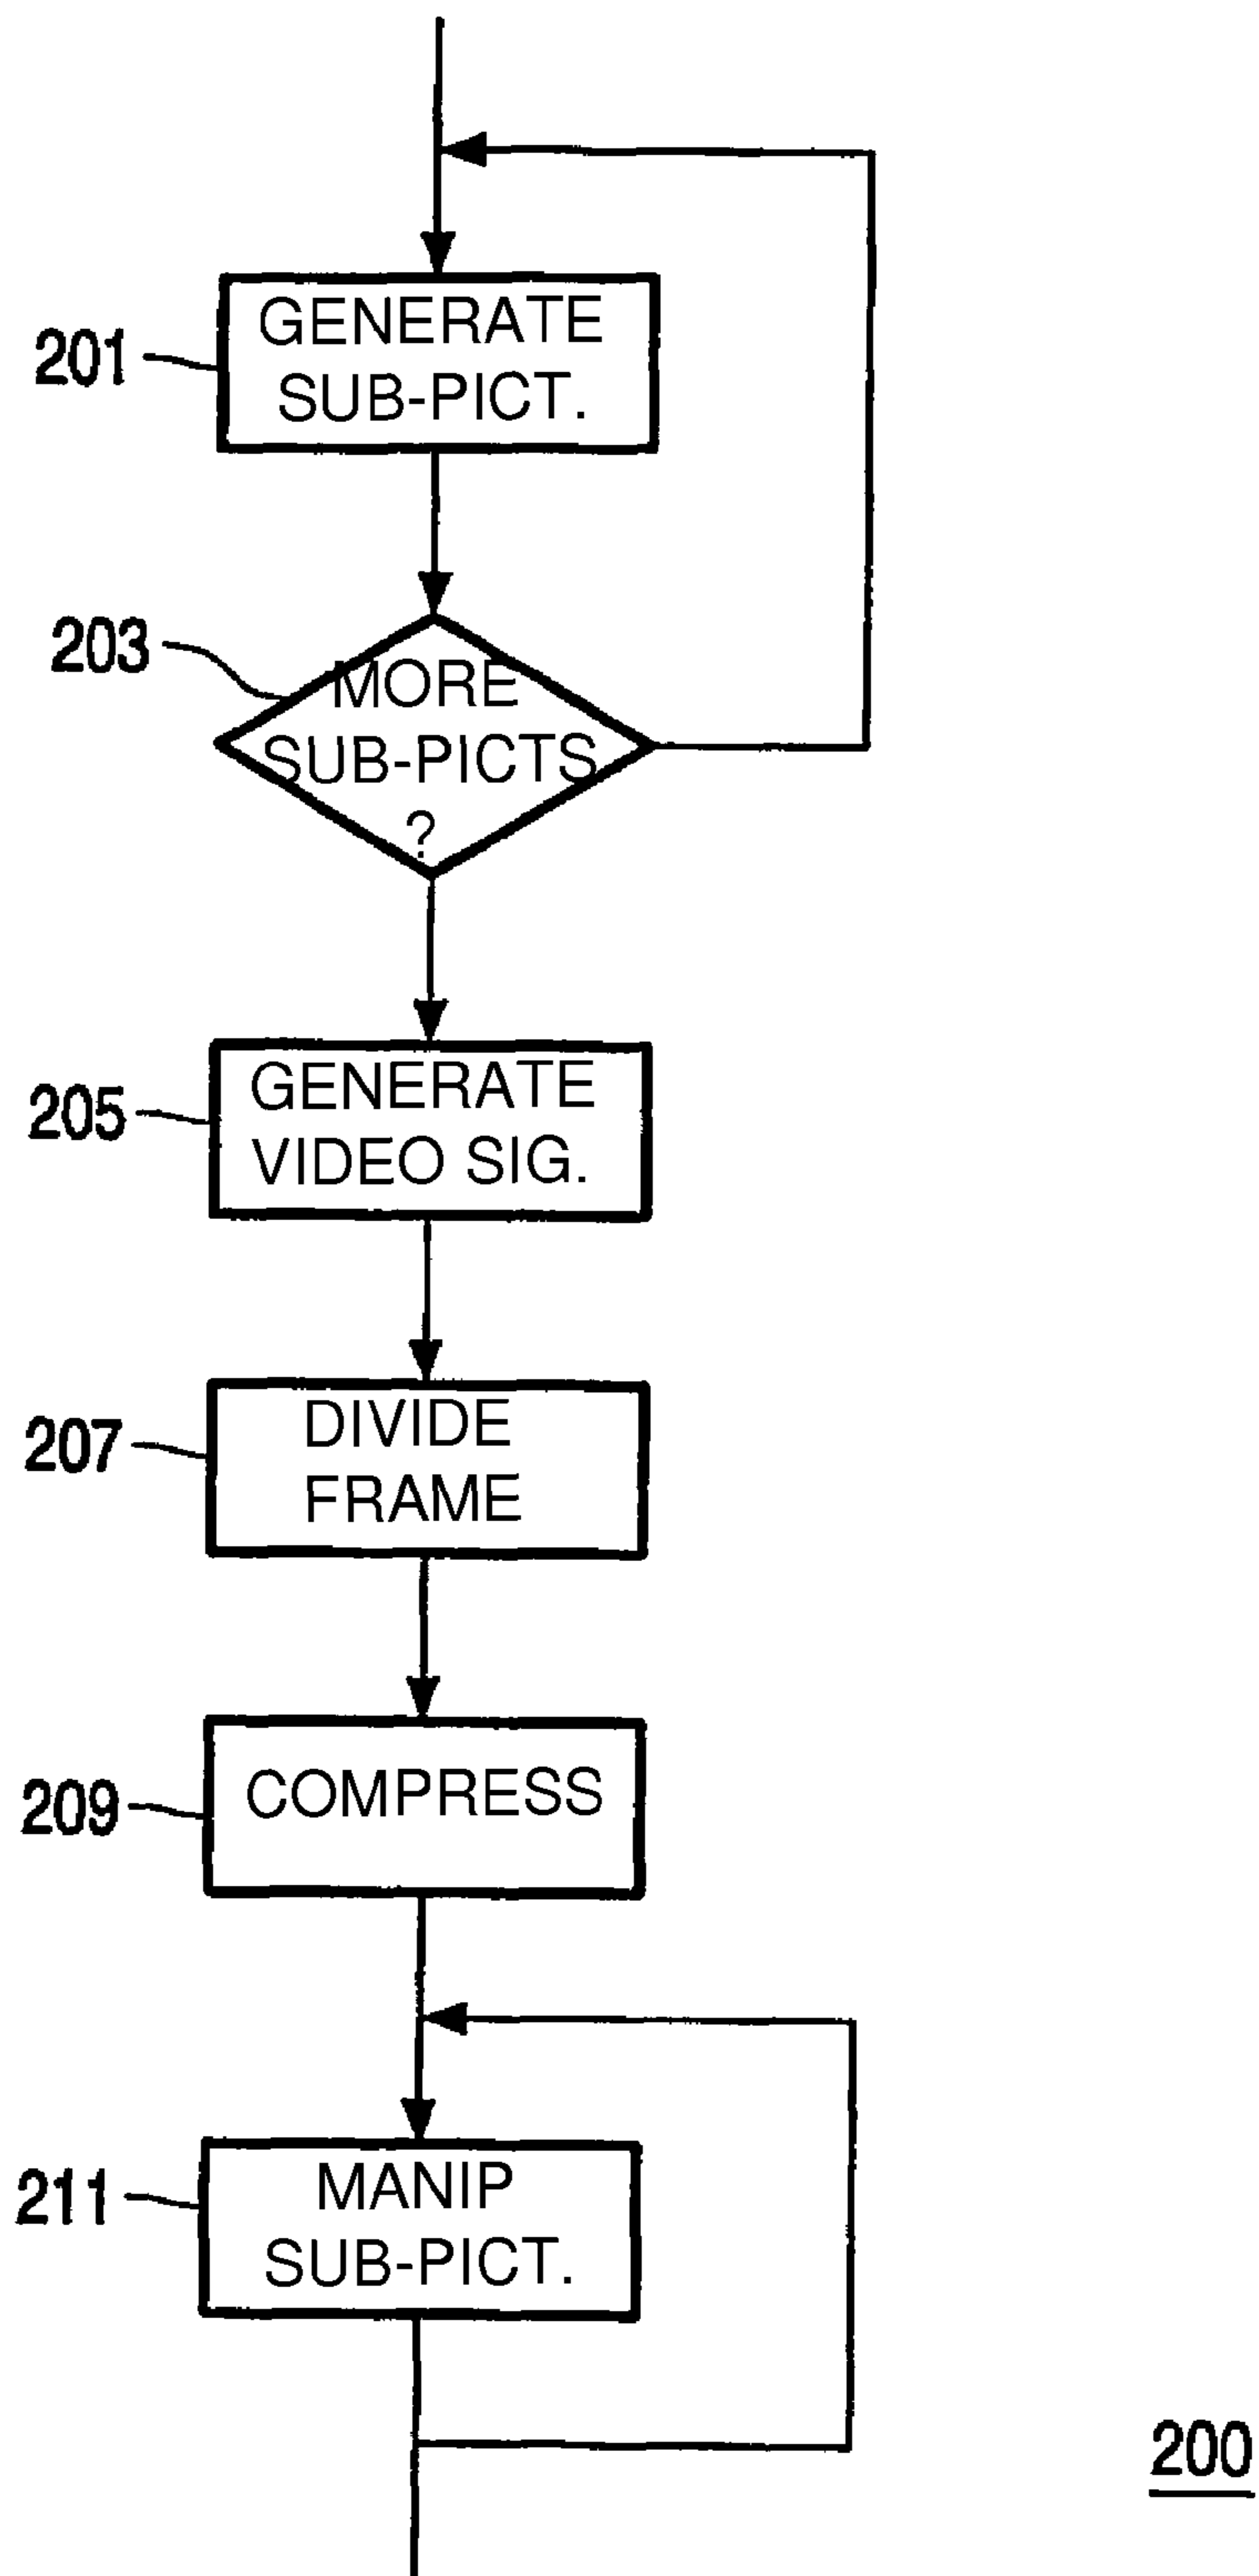 201
GENERATE
SUB-PICT.
203
MORE
SUB-PICTS
?
205
GENERATE
VIDEO SIG.
207
DIVIDE
FRAME
209
COMPRESS
211
MANIP
SUB-PICT.
200